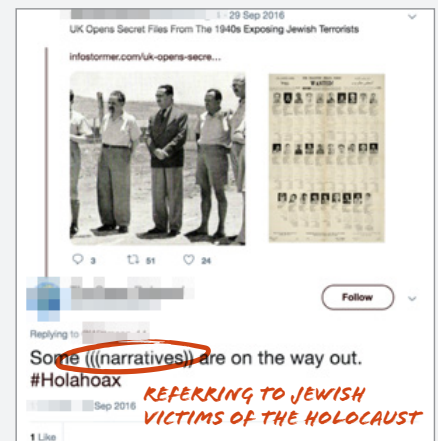 29 Sep 2016
UK Opens Secret Files From The 1940s Exposing Jewish Terrorists
infostormer.com/uk-opens-secre...
WANTED
3 51 24
Follow
Replying to
Some (((narratives)) are on the way out.
#Holahoax
REFERRING TO JEWISH
Sep 2016
VICTIMS OF THE HOLOCAUST
1 Like